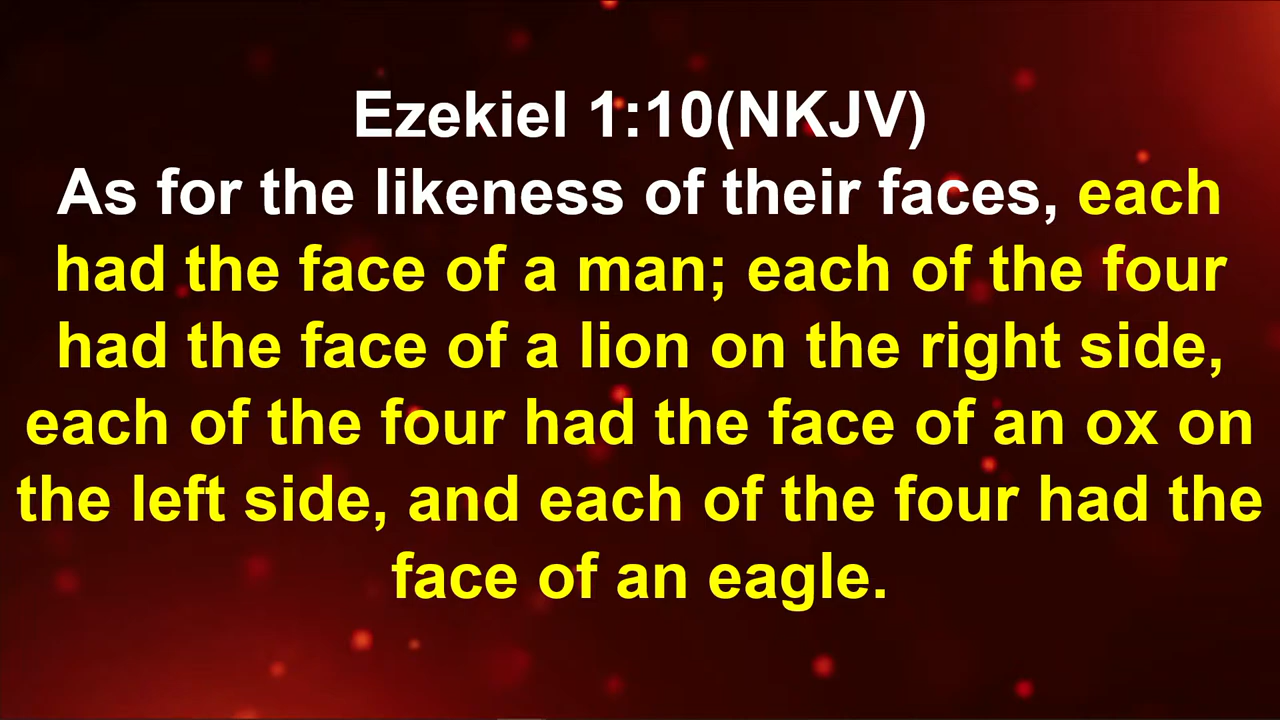 Ezekiel 1:10(NKJV)
As for the likeness of their faces, each
had the face of a man; each of the four
had the face of a lion on the right side,
each of the four had the face of an ox on
the left side, and each of the four had the
face of an eagle.